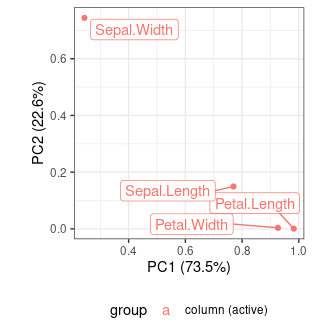 Sepal.Width
0.6
0.4
0.2
0.0
Sepal.Length
Petal.Length
Petal.Width
PC2 (22.6%)
0.4 0.6 0.8 1.0
PC1 (73.5%)
group a column (active)